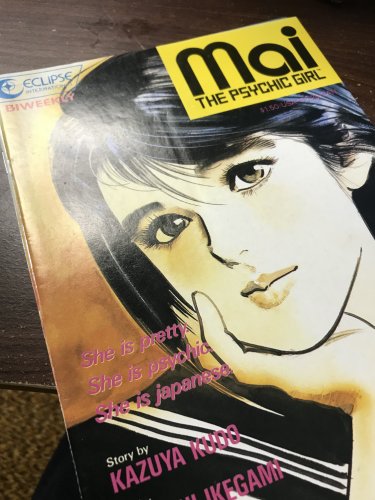 ECLIPSE
INTERNATIONAL
BIWEEKLY
Mai
THE PSYCHIC GIRL
$1.50
She is pretty.
She is psychic.
She is japanese.
Story by
KAZUYA KUDO
IKEGAMI